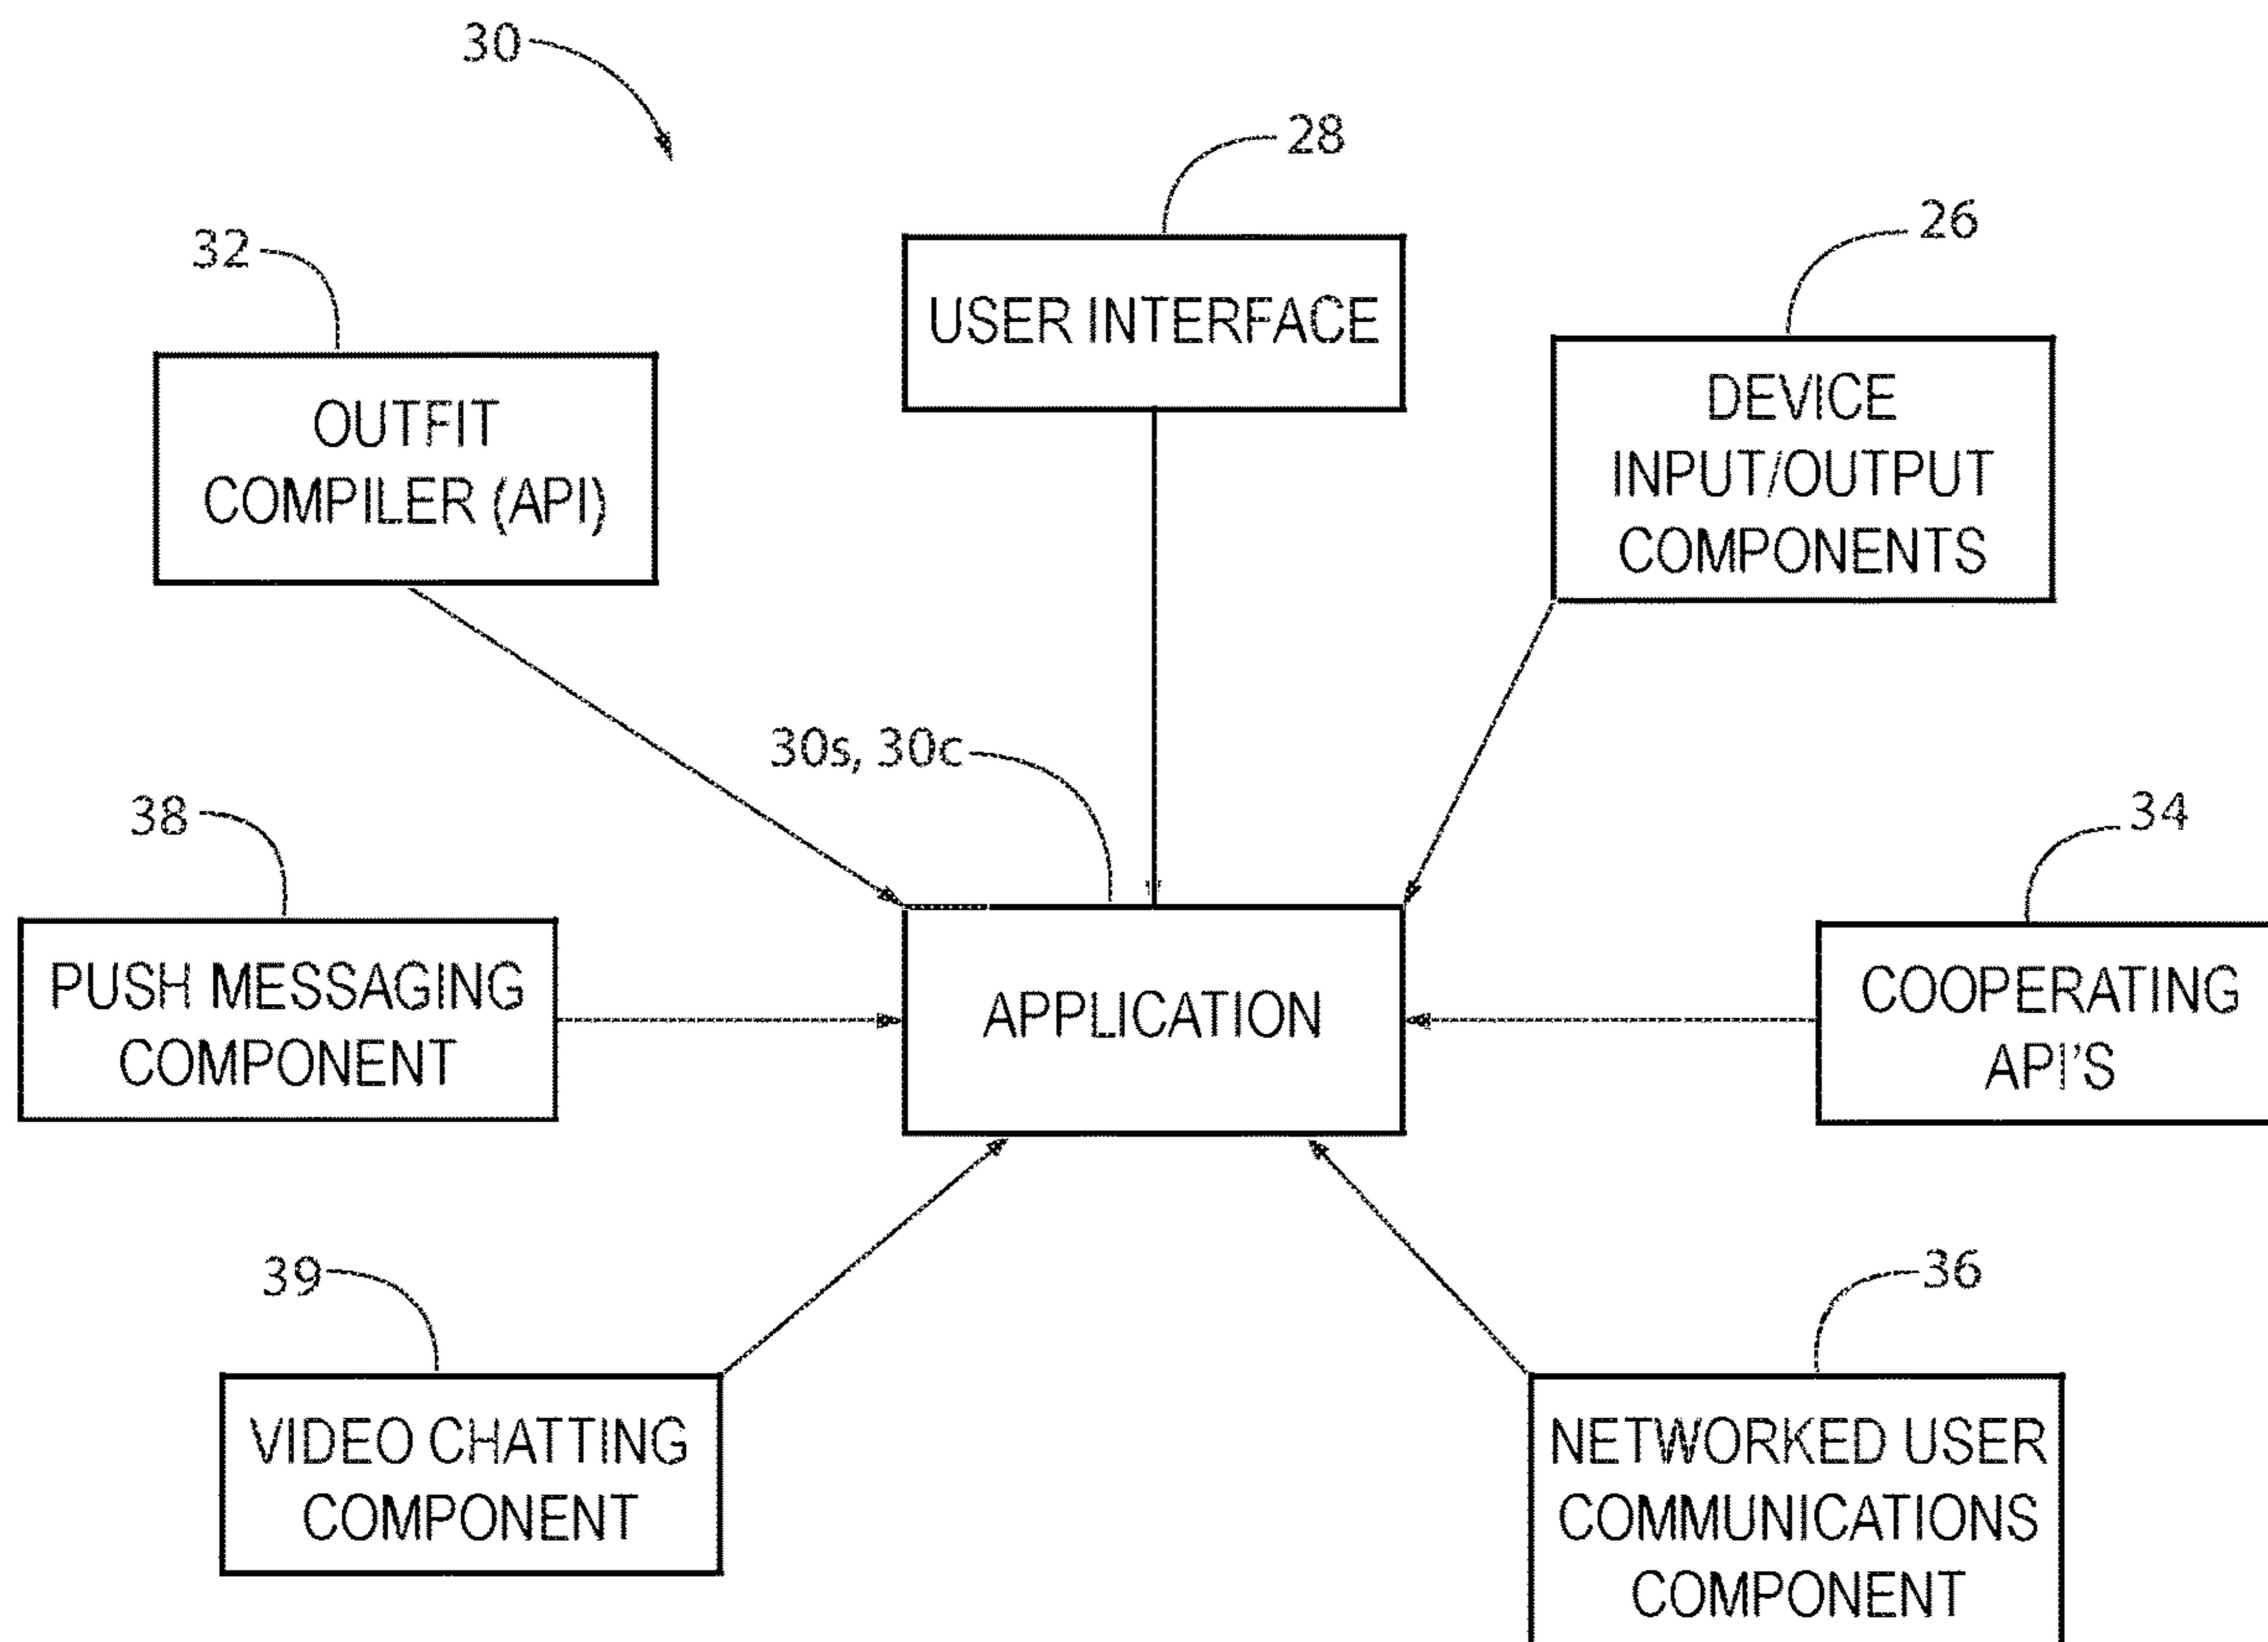 30
28
26
32
USER INTERFACE
DEVICE
INPUT/OUTPUT
COMPONENTS
OUTFIT
COMPILER (API)
30s, 30c
38
34
PUSH MESSAGING
COMPONENT
APPLICATION
COOPERATING
API'S
39
36
VIDEO CHATTING
COMPONENT
NETWORKED USER
COMMUNICATIONS
COMPONENT